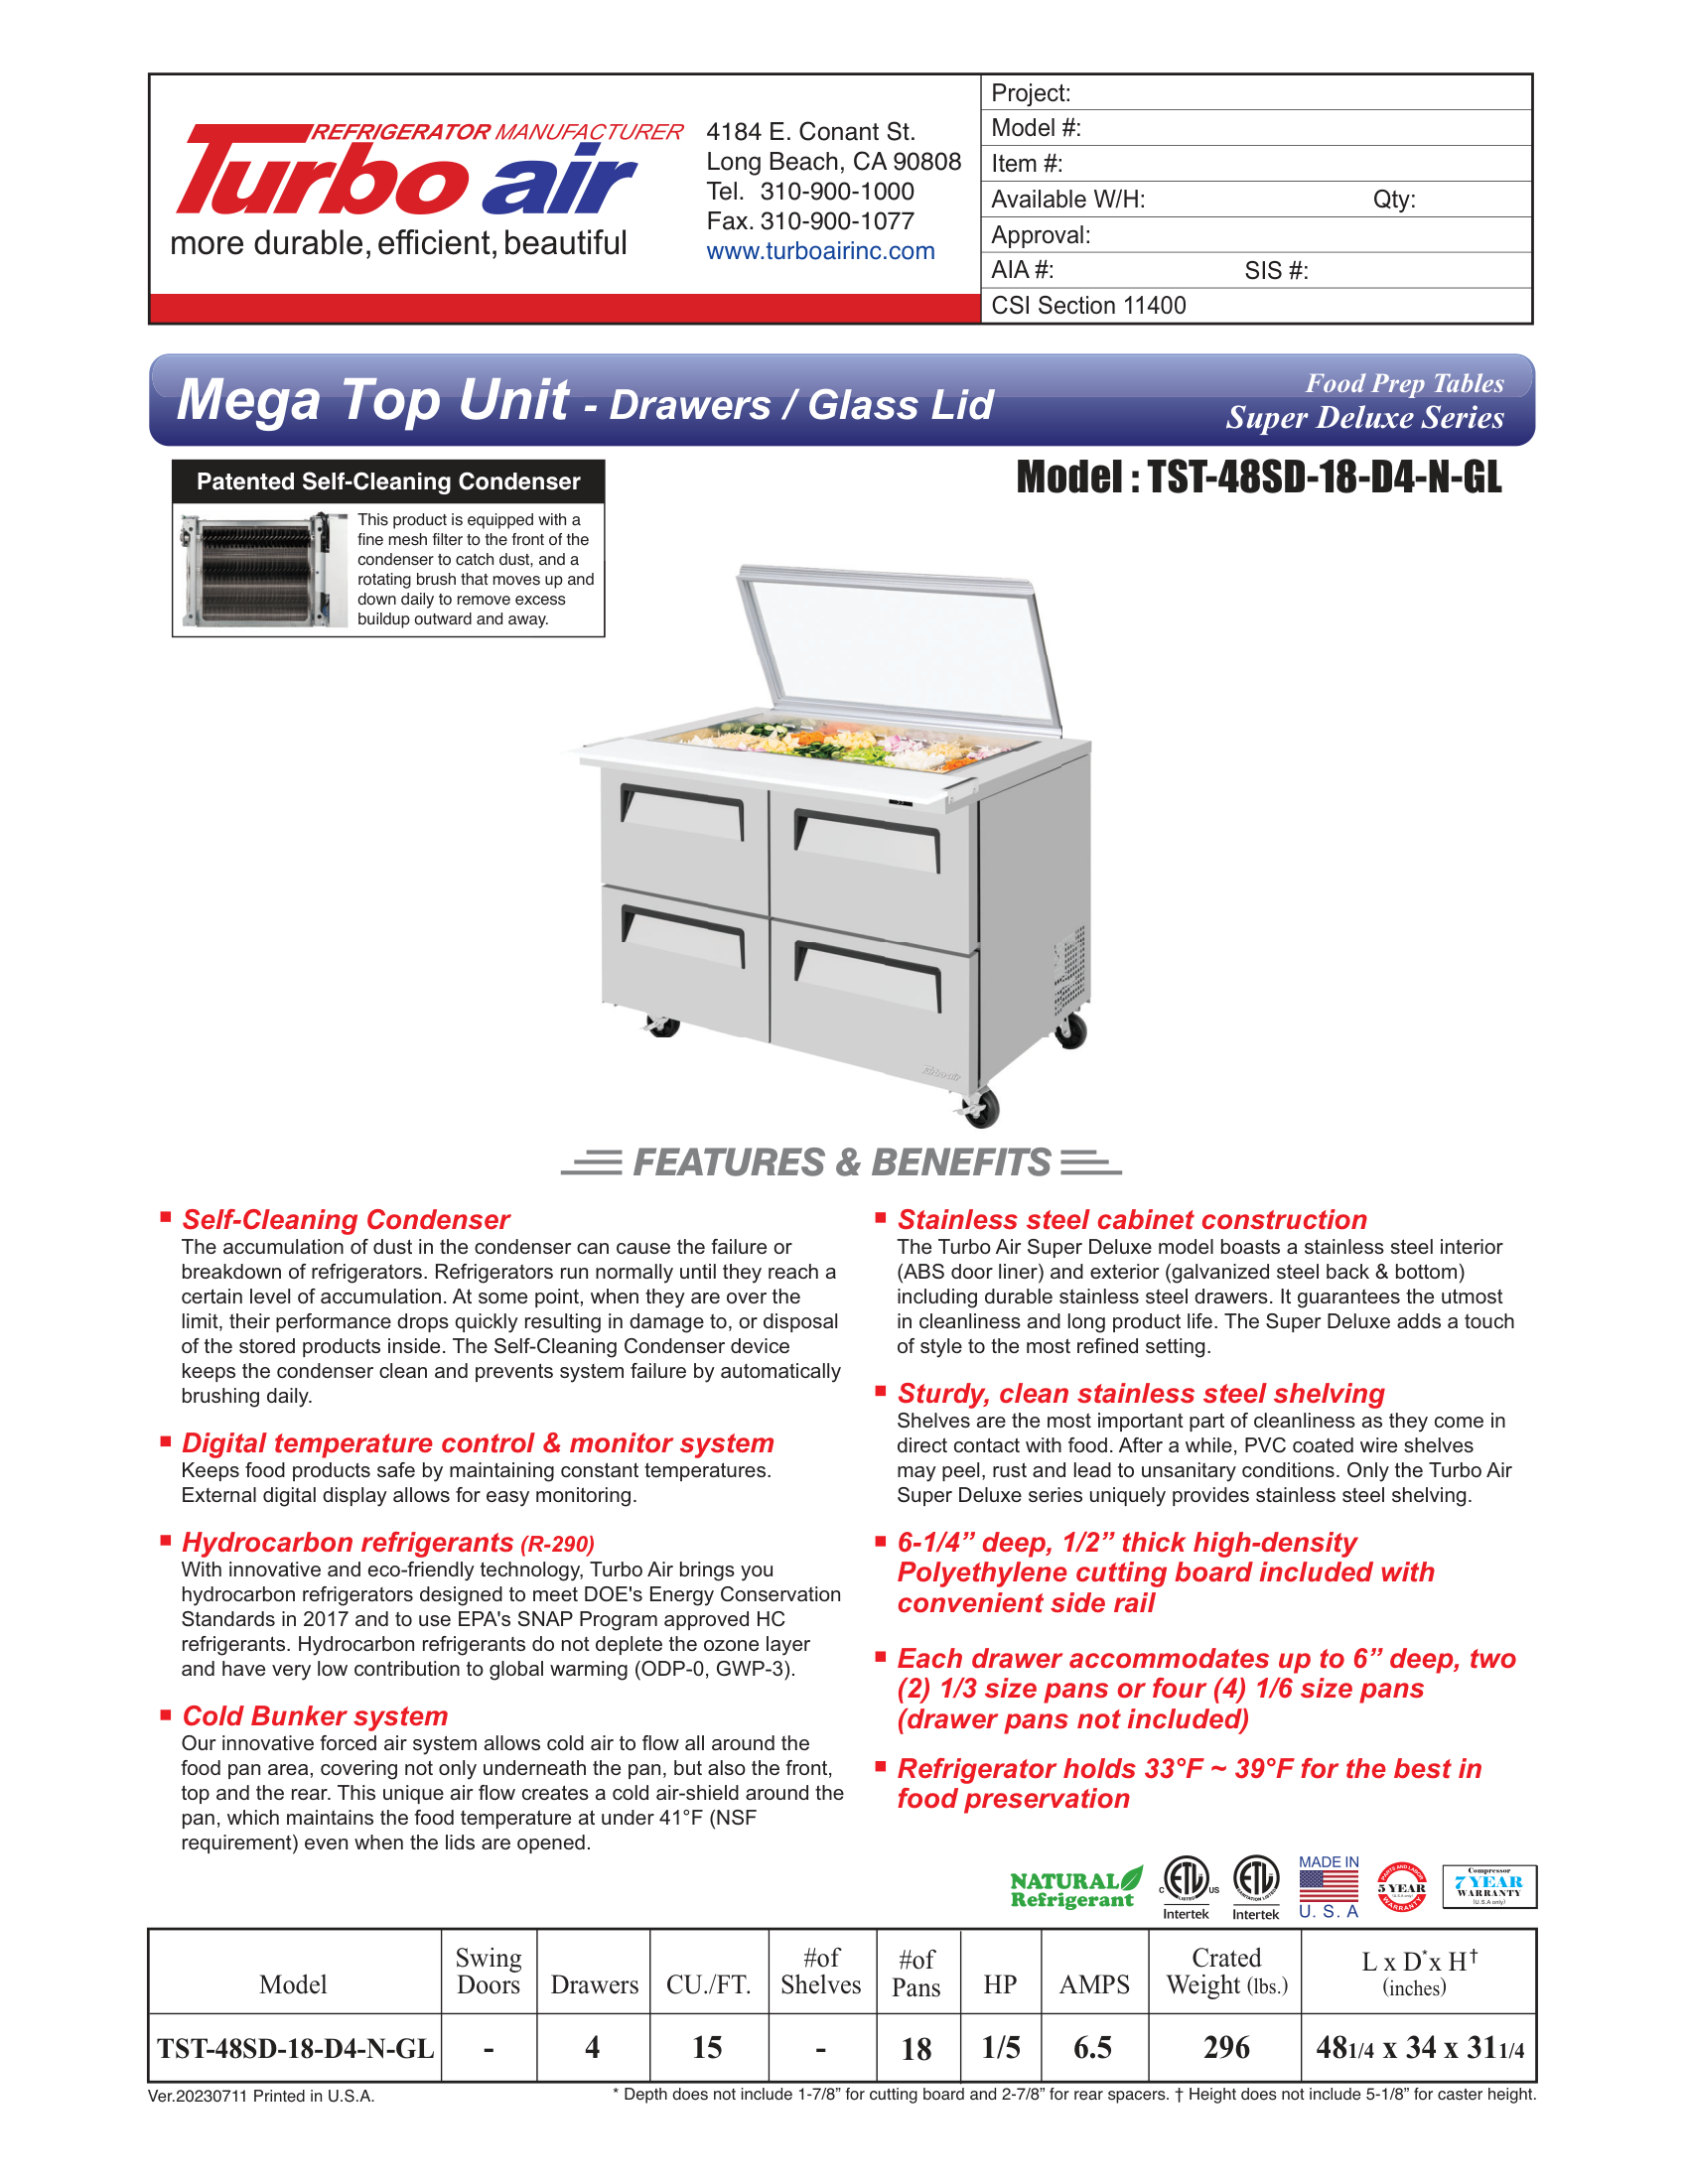 REFRIGERATOR MANUFACTURER
Turbo air
more durable, efficient, beautiful
4184 E. Conant St.
Long Beach, CA 90808
Tel. 310-900-1000
Fax. 310-900-1077
www.turboairinc.com
Project:
Model #:
Item #:
Available W/H: Qty:
Approval:
AIA #: SIS #:
CSI Section 11400
Mega Top Unit - Drawers / Glass Lid
Food Prep Tables
Super Deluxe Series
Patented Self-Cleaning Condenser
This product is equipped with a
fine mesh filter to the front of the
condenser to catch dust, and a
rotating brush that moves up and
down daily to remove excess
buildup outward and away.
Model : TST-48SD-18-D4-N-GL
Turbo air
FEATURES & BENEFITS
▪ Self-Cleaning Condenser
The accumulation of dust in the condenser can cause the failure or
breakdown of refrigerators. Refrigerators run normally until they reach a
certain level of accumulation. At some point, when they are over the
limit, their performance drops quickly resulting in damage to, or disposal
of the stored products inside. The Self-Cleaning Condenser device
keeps the condenser clean and prevents system failure by automatically
brushing daily.
▪ Digital temperature control & monitor system
Keeps food products safe by maintaining constant temperatures.
External digital display allows for easy monitoring.
▪ Hydrocarbon refrigerants (R-290)
With innovative and eco-friendly technology, Turbo Air brings you
hydrocarbon refrigerators designed to meet DOE's Energy Conservation
Standards in 2017 and to use EPA's SNAP Program approved HC
refrigerants. Hydrocarbon refrigerants do not deplete the ozone layer
and have very low contribution to global warming (ODP-0, GWP-3).
▪ Cold Bunker system
Our innovative forced air system allows cold air to flow all around the
food pan area, covering not only underneath the pan, but also the front,
top and the rear. This unique air flow creates a cold air-shield around the
pan, which maintains the food temperature at under 41°F (NSF
requirement) even when the lids are opened.
▪ Stainless steel cabinet construction
The Turbo Air Super Deluxe model boasts a stainless steel interior
(ABS door liner) and exterior (galvanized steel back & bottom)
including durable stainless steel drawers. It guarantees the utmost
in cleanliness and long product life. The Super Deluxe adds a touch
of style to the most refined setting.
▪ Sturdy, clean stainless steel shelving
Shelves are the most important part of cleanliness as they come in
direct contact with food. After a while, PVC coated wire shelves
may peel, rust and lead to unsanitary conditions. Only the Turbo Air
Super Deluxe series uniquely provides stainless steel shelving.
▪ 6-1/4” deep, 1/2” thick high-density
Polyethylene cutting board included with
convenient side rail
▪ Each drawer accommodates up to 6” deep, two
(2) 1/3 size pans or four (4) 1/6 size pans
(drawer pans not included)
▪ Refrigerator holds 33°F ~ 39°F for the best in
food preservation
NATURAL
Refrigerant
C ETL US
LISTED
Intertek
ETL
SANITATION LISTED
Intertek
MADE IN
U. S. A
PARTS AND LABOR
5 YEAR
(U.S.A only)
WARRANTY
Compressor
7 YEAR
WARRANTY
(U.S.A only)
Model Swing Doors Drawers CU./FT. #of Shelves #of Pans HP AMPS Crated Weight (lbs.) L x D* x H† (inches)
TST-48SD-18-D4-N-GL - 4 15 - 18 1/5 6.5 296 481/4 x 34 x 311/4
Ver.20230711 Printed in U.S.A.
* Depth does not include 1-7/8” for cutting board and 2-7/8” for rear spacers. † Height does not include 5-1/8” for caster height.